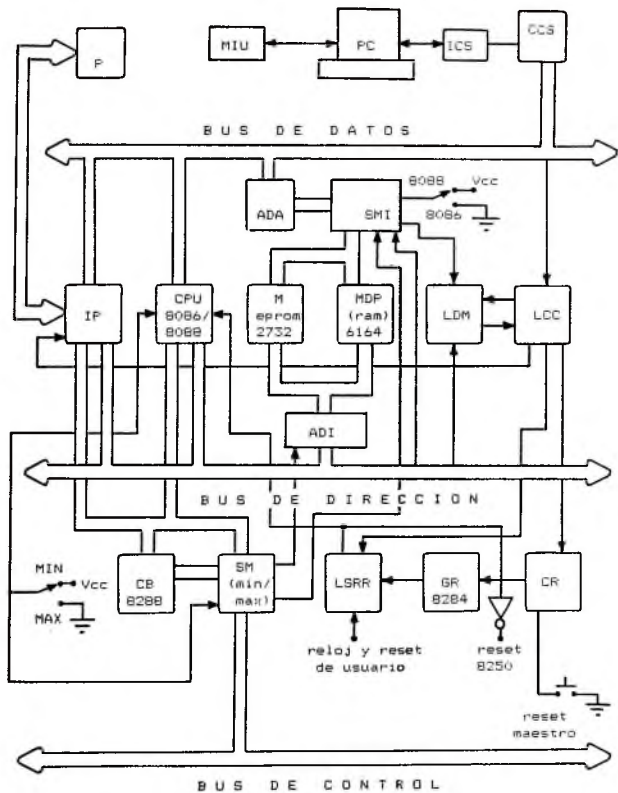 P
MIU
PC
ICS
CCS
BUS DE DATOS
ADA
SMI
8088
Vcc
8086
IP
CPU
8086/
8088
M
eprom
2732
MDP
(ram)
6164
LDM
LCC
ADI
BUS DE DIRECCION
MIN
Vcc
MAX
CB
8288
SM
(min/
max)
LSRR
GR
8284
CR
reloj y reset
de usuario
reset
8250
reset
maestro
BUS DE CONTROL